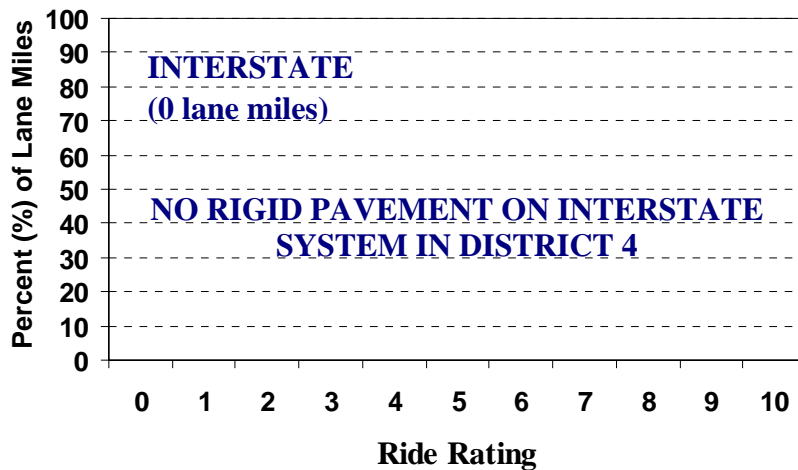 Percent (%) of Lane Miles
100
90
80
70
60
50
40
30
20
10
0
INTERSTATE
(0 lane miles)
NO RIGID PAVEMENT ON INTERSTATE
SYSTEM IN DISTRICT 4
0 1 2 3 4 5 6 7 8 9 10
Ride Rating